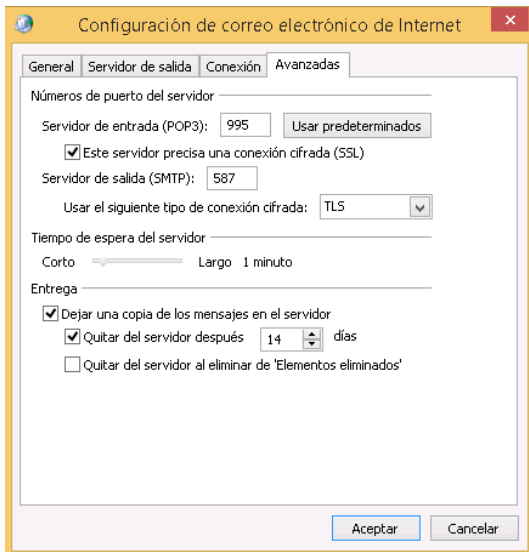 Configuración de correo electrónico de Internet
General Servidor de salida Conexión Avanzadas
Números de puerto del servidor
Servidor de entrada (POP3): 995 Usar predeterminados
Este servidor precisa una conexión cifrada (SSL)
Servidor de salida (SMTP): 587
Usar el siguiente tipo de conexión cifrada: TLS
Tiempo de espera del servidor
Corto Largo 1 minuto
Entrega
Dejar una copia de los mensajes en el servidor
Quitar del servidor después 14 días
Quitar del servidor al eliminar de 'Elementos eliminados'
Aceptar Cancelar